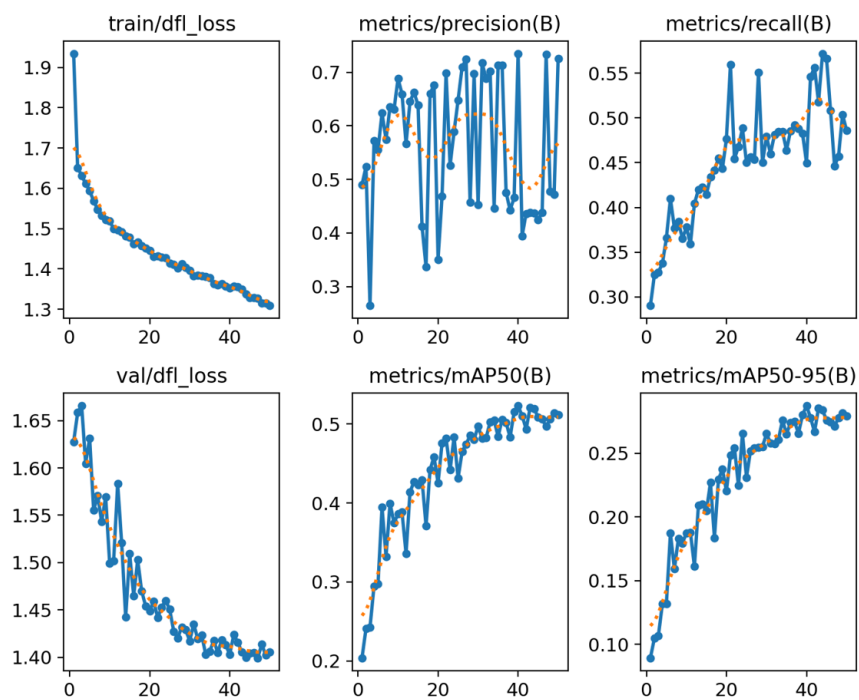 train/dfl_loss metrics/precision(B) metrics/recall(B)
1.9 0.7 0.55
1.8 0.6 0.50
1.7 0.5 0.45
1.6 0.4 0.40
1.5 0.3 0.35
1.4 0.30
1.3
0 20 40 0 20 40 0 20 40
val/dfl_loss metrics/mAP50(B) metrics/mAP50-95(B)
1.65 0.5 0.25
1.60 0.4 0.20
1.55 0.3 0.15
1.50 0.2 0.10
1.45
1.40
0 20 40 0 20 40 0 20 40